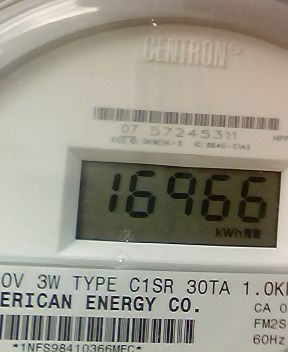 CENTRON®
07 57245311
16966
kWh
0V 3W TYPE C1SR 30TA 1.0K
ERICAN ENERGY CO.
CA 0
FM2S
60Hz
*1NFS98410366MFC*